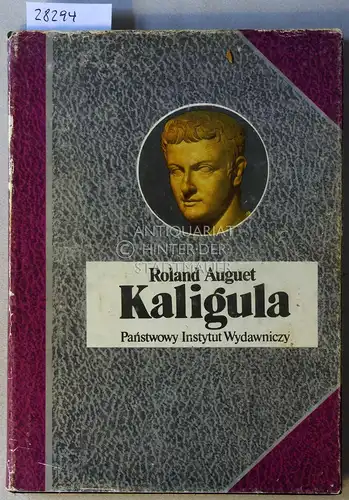 28294
ANTIQUARIAT
© HINTER DER
STADTMAUER
Roland Auguet
Kaligula
Państwowy Instytut Wydawniczy